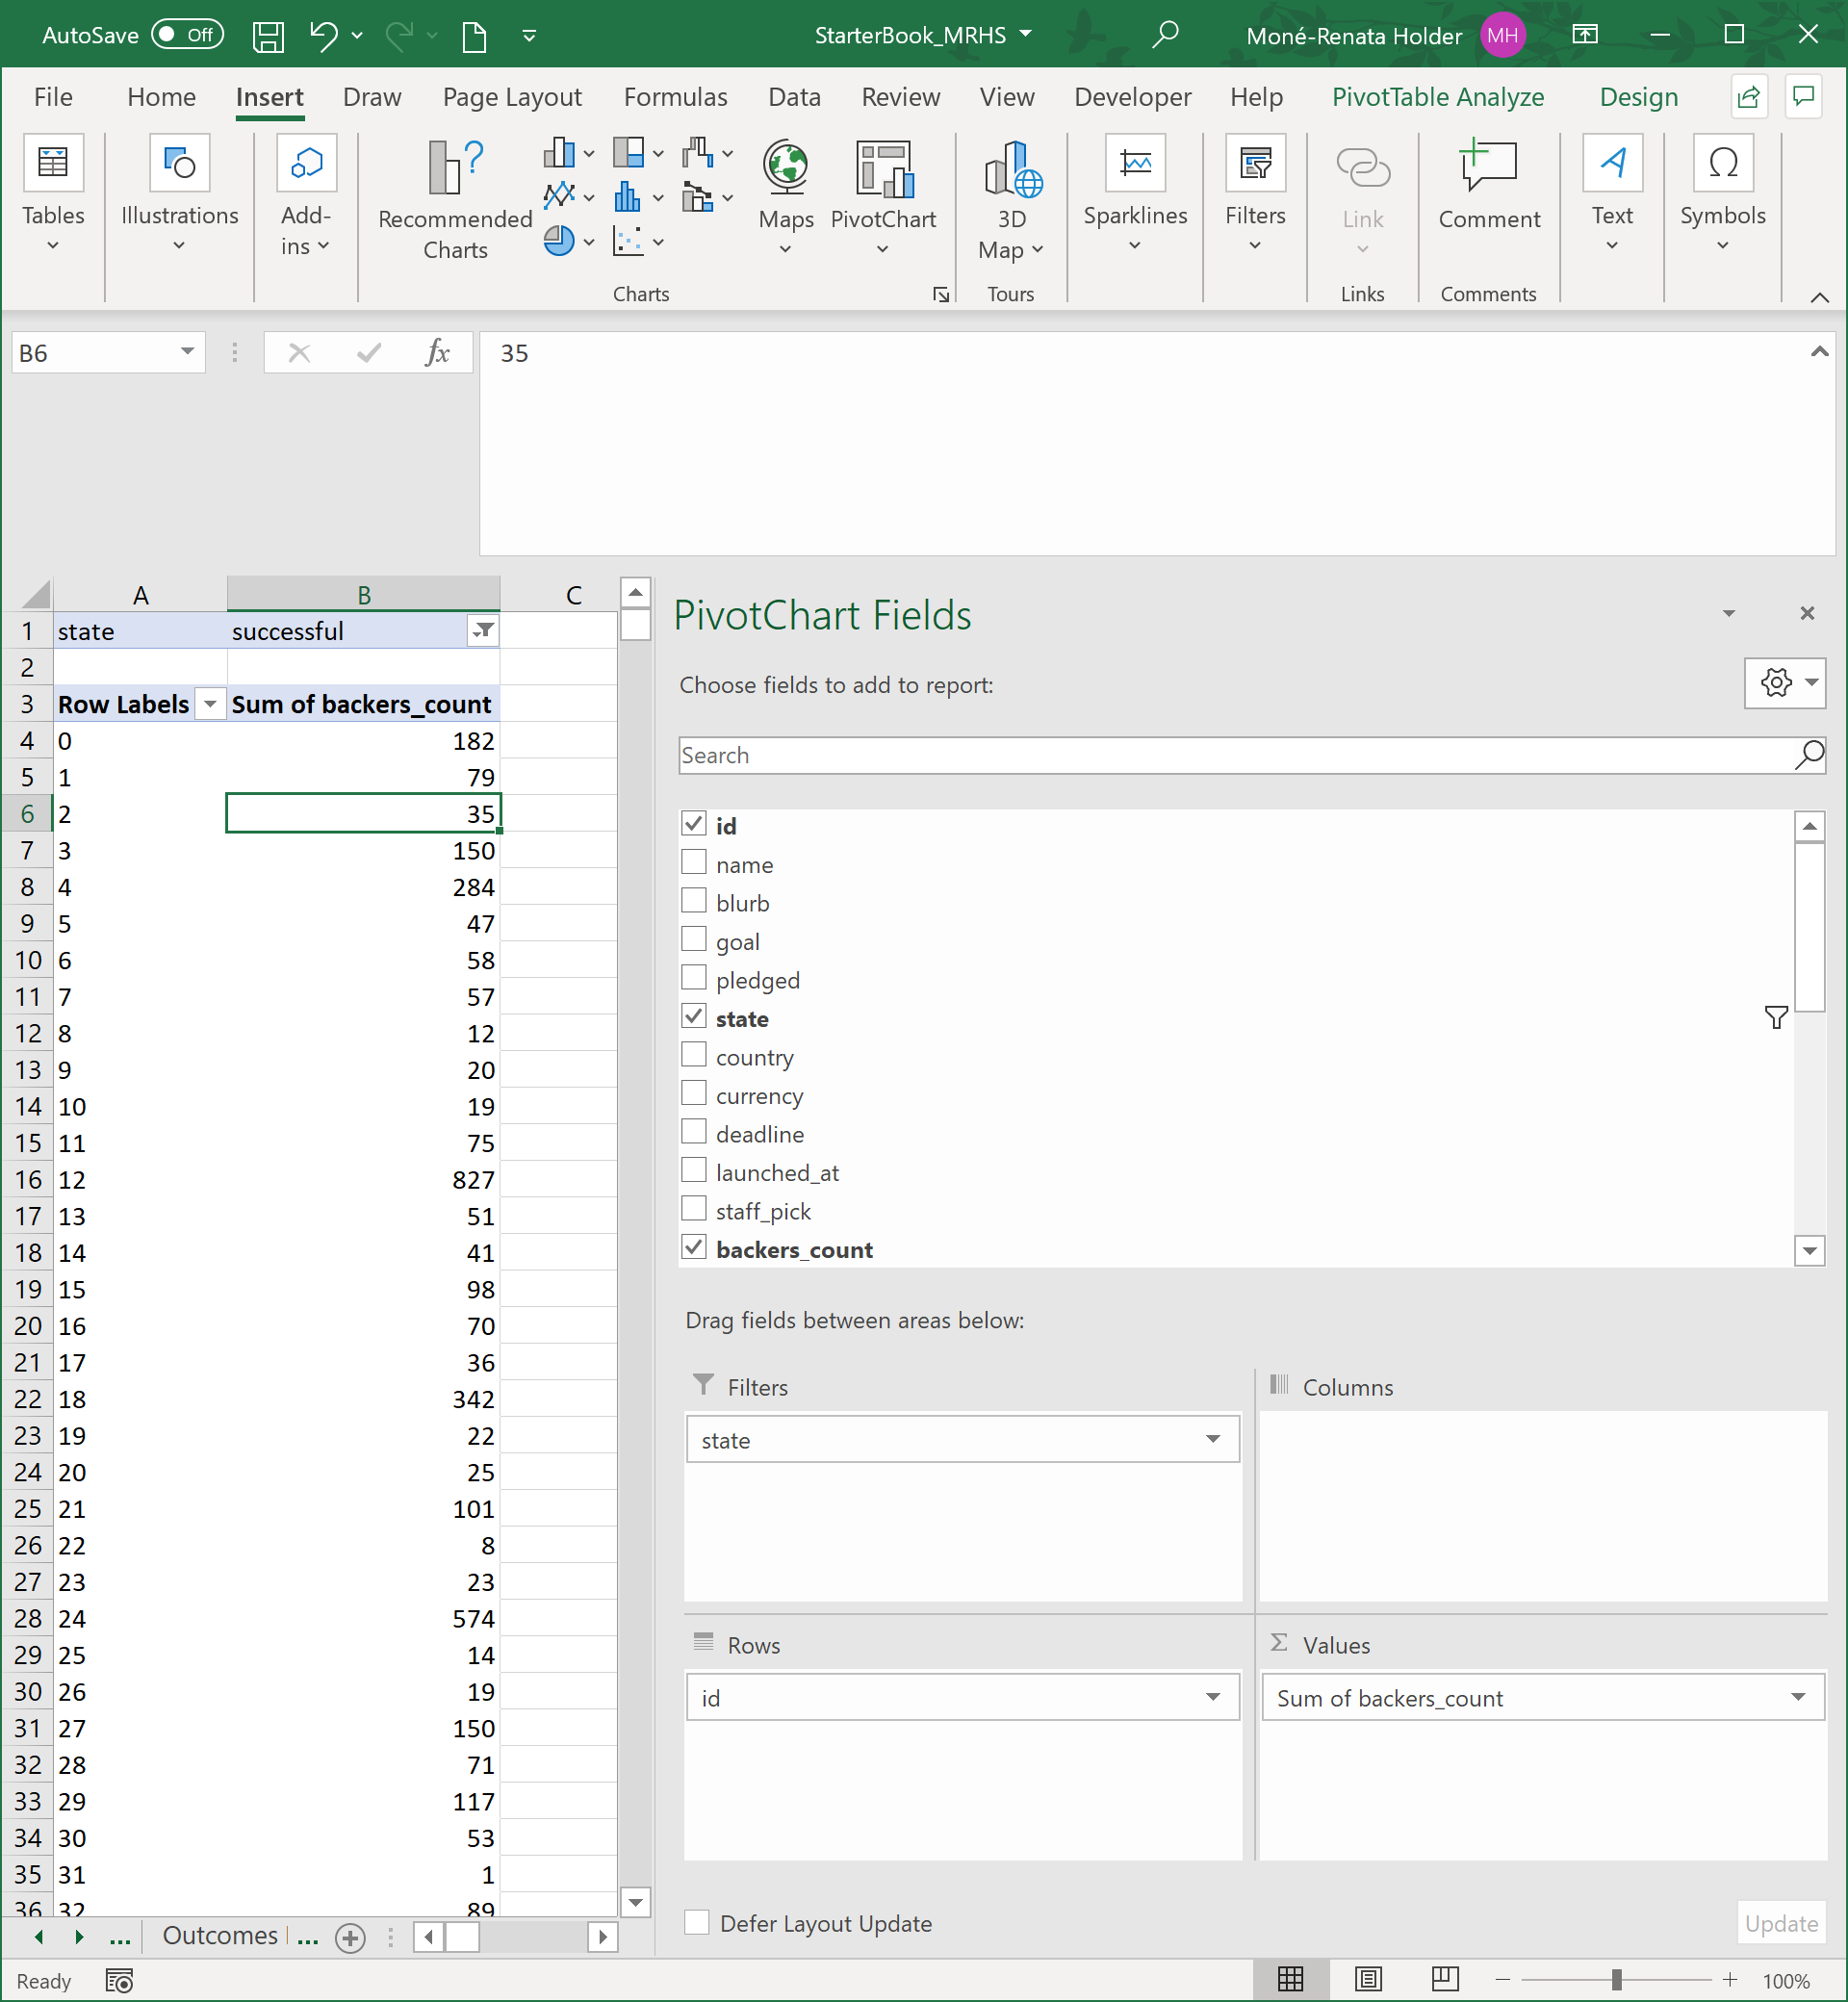 AutoSave Off StarterBook_MRHS Moné-Renata Holder MH
File Home Insert Draw Page Layout Formulas Data Review View Developer Help PivotTable Analyze Design
Tables Illustrations Add-ins Recommended Charts Maps PivotChart 3D Map Sparklines Filters Link Comment Text Symbols
Charts Tours Links Comments
B6 fx 35
A B C
1 state successful
2
3 Row Labels Sum of backers_count
4 0 182
5 1 79
6 2 35
7 3 150
8 4 284
9 5 47
10 6 58
11 7 57
12 8 12
13 9 20
14 10 19
15 11 75
16 12 827
17 13 51
18 14 41
19 15 98
20 16 70
21 17 36
22 18 342
23 19 22
24 20 25
25 21 101
26 22 8
27 23 23
28 24 574
29 25 14
30 26 19
31 27 150
32 28 71
33 29 117
34 30 53
35 31 1
36 32 89
... Outcomes ...
PivotChart Fields
Choose fields to add to report:
Search
id
name
blurb
goal
pledged
state
country
currency
deadline
launched_at
staff_pick
backers_count
Drag fields between areas below:
Filters
state
Columns
Rows
id
Σ Values
Sum of backers_count
Defer Layout Update Update
Ready 100%